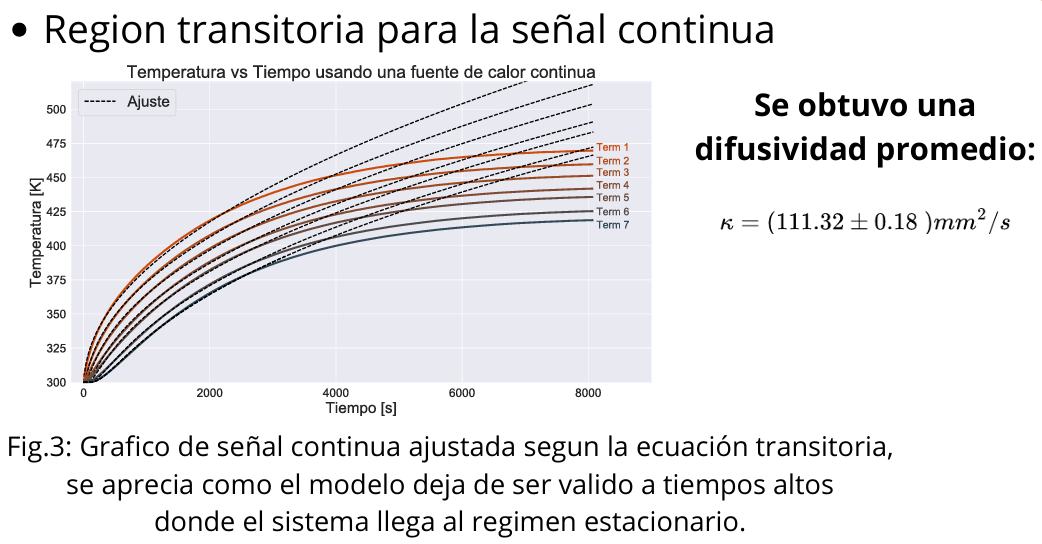 • Region transitoria para la señal continua
Temperatura vs Tiempo usando una fuente de calor continua
Ajuste
Temperatura [K]
500
475
450
425
400
375
350
325
300
Term 1
Term 2
Term 3
Term 4
Term 5
Term 6
Term 7
0 2000 4000 6000 8000
Tiempo [s]
Se obtuvo una
difusividad promedio:
κ = (111.32 ± 0.18 )mm²/s
Fig.3: Grafico de señal continua ajustada segun la ecuación transitoria,
se aprecia como el modelo deja de ser valido a tiempos altos
donde el sistema llega al regimen estacionario.